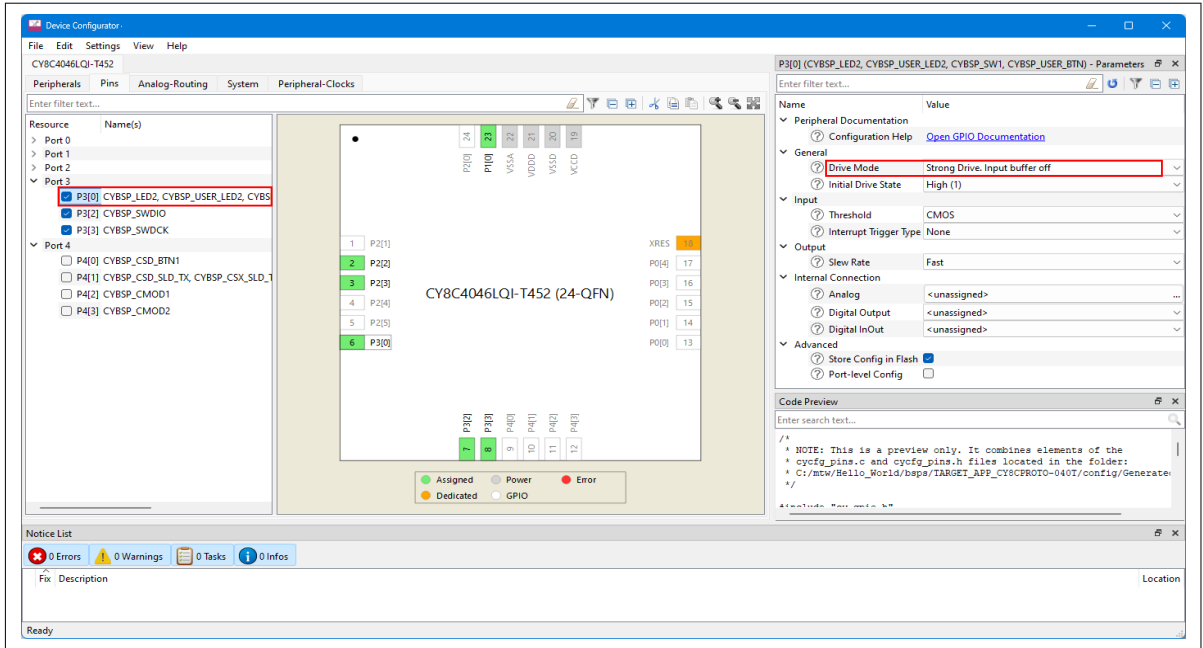 Device Configurator
File Edit Settings View Help
CY8C4046LQI-T452
Peripherals Pins Analog-Routing System Peripheral-Clocks
Enter filter text...
Resource Name(s)
Port 0
Port 1
Port 2
Port 3
P3[0] CYBSP_LED2, CYBSP_USER_LED2, CYBS
P3[2] CYBSP_SWDIO
P3[3] CYBSP_SWDCK
Port 4
P4[0] CYBSP_CSD_BTN1
P4[1] CYBSP_CSD_SLD_TX, CYBSP_CSX_SLD_T
P4[2] CYBSP_CMOD1
P4[3] CYBSP_CMOD2
24 23 22 21 20 19
P2[0] P1[0] VSSA VDDD VSSD VCCD
1 P2[1]
2 P2[2]
3 P2[3]
4 P2[4]
5 P2[5]
6 P3[0]
CY8C4046LQI-T452 (24-QFN)
XRES 18
P0[4] 17
P0[3] 16
P0[2] 15
P0[1] 14
P0[0] 13
P3[2] P3[3] P4[0] P4[1] P4[2] P4[3]
7 8 9 10 11 12
Assigned Power Error
Dedicated GPIO
P3[0] (CYBSP_LED2, CYBSP_USER_LED2, CYBSP_SW1, CYBSP_USER_BTN) - Parameters
Enter filter text...
Name Value
Peripheral Documentation
Configuration Help Open GPIO Documentation
General
Drive Mode Strong Drive. Input buffer off
Initial Drive State High (1)
Input
Threshold CMOS
Interrupt Trigger Type None
Output
Slew Rate Fast
Internal Connection
Analog <unassigned> ...
Digital Output <unassigned>
Digital InOut <unassigned>
Advanced
Store Config in Flash
Port-level Config
Code Preview
Enter search text...
/*
* NOTE: This is a preview only. It combines elements of the
* cycfg_pins.c and cycfg_pins.h files located in the folder:
* C:/mtw/Hello_World/bsps/TARGET_APP_CY8CPROTO-040T/config/Generate
*/
Notice List
0 Errors 0 Warnings 0 Tasks 0 Infos
Fix Description Location
Ready